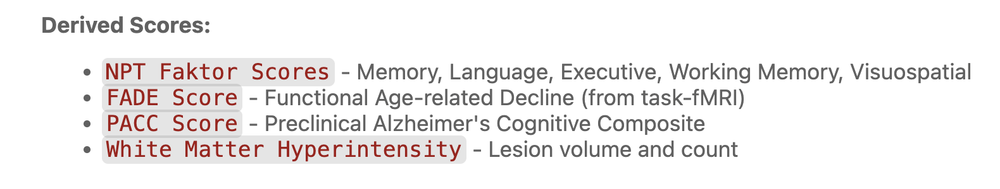 Derived Scores:
• NPT Faktor Scores - Memory, Language, Executive, Working Memory, Visuospatial
• FADE Score - Functional Age-related Decline (from task-fMRI)
• PACC Score - Preclinical Alzheimer's Cognitive Composite
• White Matter Hyperintensity - Lesion volume and count